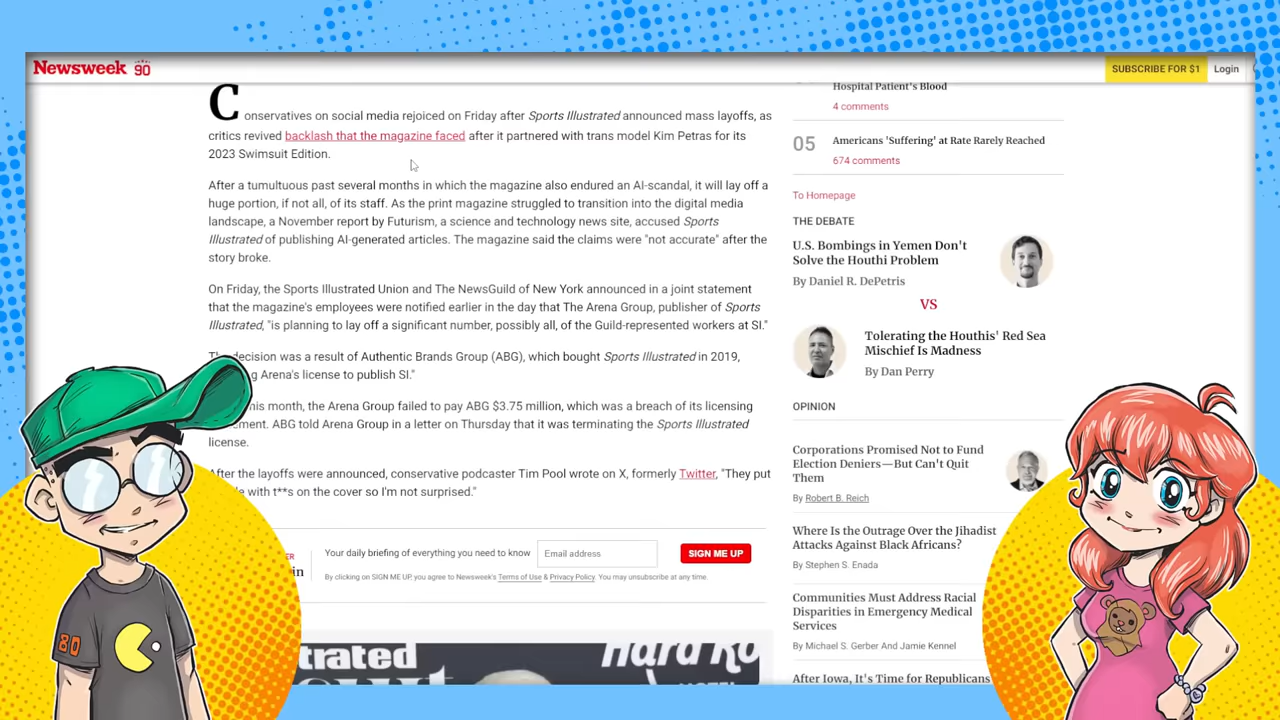 Newsweek 90
SUBSCRIBE FOR $1
Login
Conservatives on social media rejoiced on Friday after Sports Illustrated announced mass layoffs, as
critics revived backlash that the magazine faced after it partnered with trans model Kim Petras for its
2023 Swimsuit Edition.
After a tumultuous past several months in which the magazine also endured an AI-scandal, it will lay off a
huge portion, if not all, of its staff. As the print magazine struggled to transition into the digital media
landscape, a November report by Futurism, a science and technology news site, accused Sports
Illustrated of publishing AI-generated articles. The magazine said the claims were "not accurate" after the
story broke.
On Friday, the Sports Illustrated Union and The NewsGuild of New York announced in a joint statement
that the magazine's employees were notified earlier in the day that The Arena Group, publisher of Sports
Illustrated, "is planning to lay off a significant number, possibly all, of the Guild-represented workers at SI."
decision was a result of Authentic Brands Group (ABG), which bought Sports Illustrated in 2019,
Arena's license to publish SI."
this month, the Arena Group failed to pay ABG $3.75 million, which was a breach of its licensing
ABG told Arena Group in a letter on Thursday that it was terminating the Sports Illustrated
license.
After the layoffs were announced, conservative podcaster Tim Pool wrote on X, formerly Twitter, "They put
with t**s on the cover so I'm not surprised."
Your daily briefing of everything you need to know
Email address
SIGN ME UP
By clicking on SIGN ME UP, you agree to Newsweek's Terms of Use & Privacy Policy. You may unsubscribe at any time.
trated
Hard Ro
Hospital Patient's Blood
4 comments
05
Americans 'Suffering' at Rate Rarely Reached
674 comments
To Homepage
THE DEBATE
U.S. Bombings in Yemen Don't
Solve the Houthi Problem
By Daniel R. DePetris
VS
Tolerating the Houthis' Red Sea
Mischief Is Madness
By Dan Perry
OPINION
Corporations Promised Not to Fund
Election Deniers—But Can't Quit
Them
By Robert B. Reich
Where Is the Outrage Over the Jihadist
Attacks Against Black Africans?
By Stephen S. Enada
Communities Must Address Racial
Disparities in Emergency Medical
Services
By Michael S. Gerber And Jamie Kennel
After Iowa, It's Time for Republicans
80